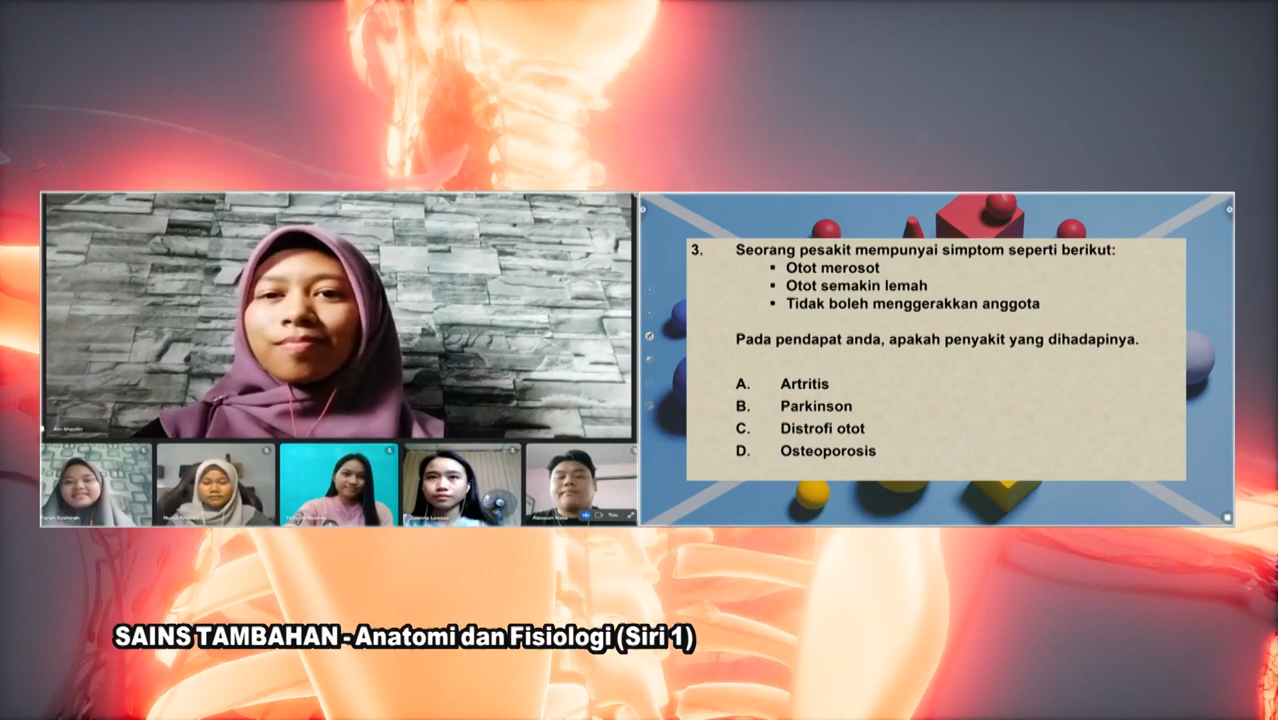 3. Seorang pesakit mempunyai simptom seperti berikut:
▪ Otot merosot
▪ Otot semakin lemah
▪ Tidak boleh menggerakkan anggota
Pada pendapat anda, apakah penyakit yang dihadapinya.
A. Artritis
B. Parkinson
C. Distrofi otot
D. Osteoporosis
You
SAINS TAMBAHAN - Anatomi dan Fisiologi (Siri 1)